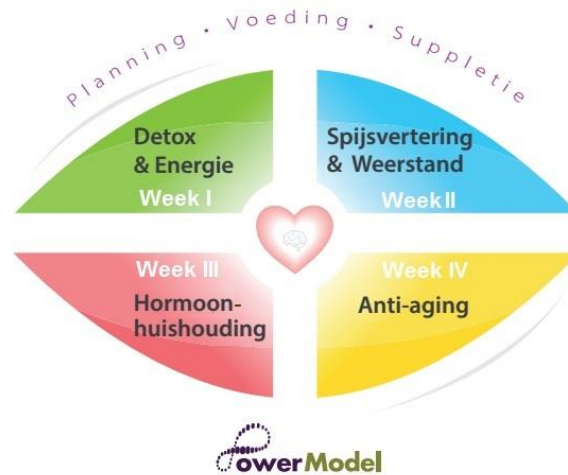 Planning • Voeding • Suppletie
Detox
& Energie
Week I
Spijsvertering
& Weerstand
Week II
Week III
Hormoon-
huishouding
Week IV
Anti-aging
PowerModel